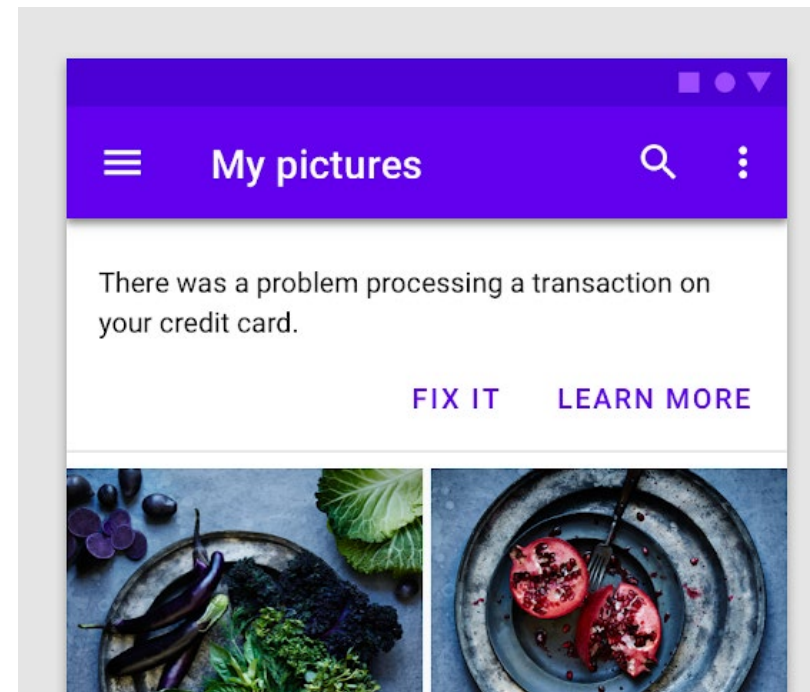 My pictures
There was a problem processing a transaction on
your credit card.
FIX IT LEARN MORE